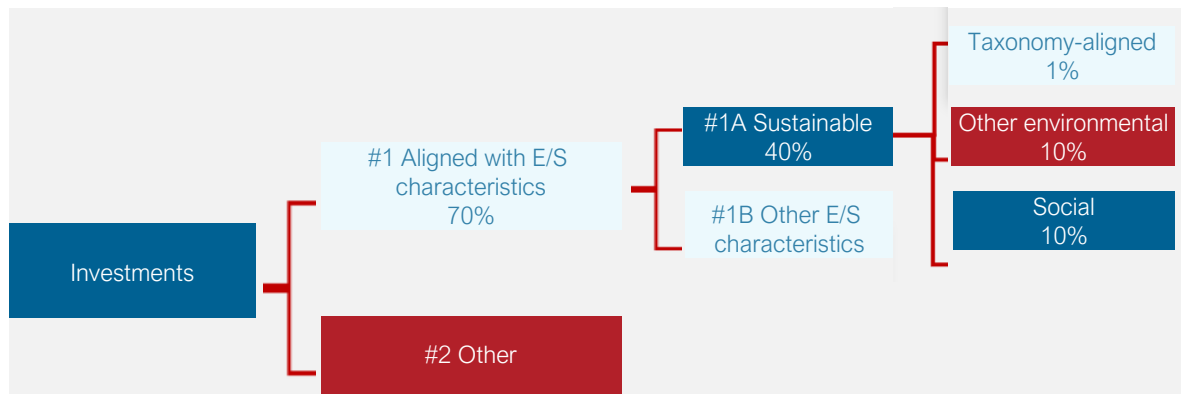 Investments
#1 Aligned with E/S
characteristics
70%
#2 Other
#1A Sustainable
40%
#1B Other E/S
characteristics
Taxonomy-aligned
1%
Other environmental
10%
Social
10%